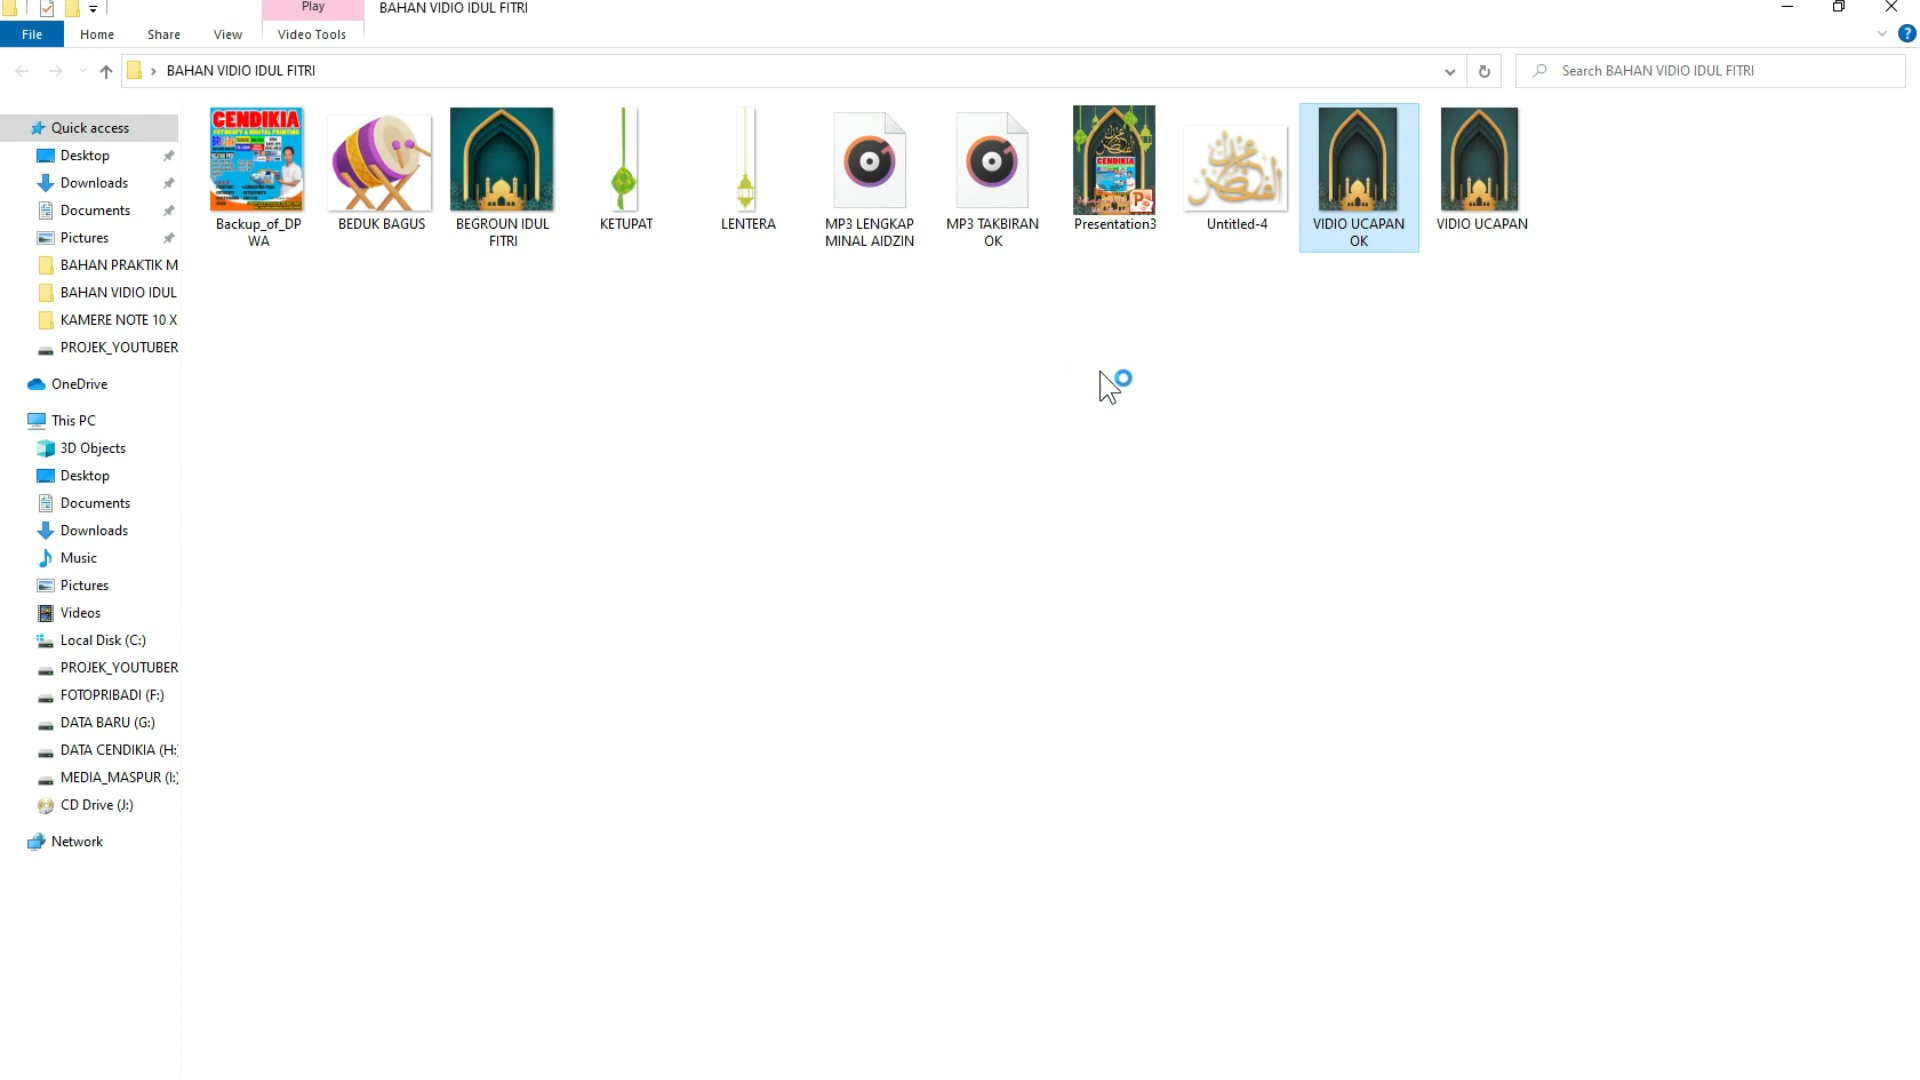 Play
BAHAN VIDIO IDUL FITRI
File
Home
Share
View
Video Tools
BAHAN VIDIO IDUL FITRI
Search BAHAN VIDIO IDUL FITRI
Quick access
Desktop
Downloads
Documents
Pictures
BAHAN PRAKTIK M
BAHAN VIDIO IDUL
KAMERE NOTE 10 X
PROJEK_YOUTUBER
OneDrive
This PC
3D Objects
Desktop
Documents
Downloads
Music
Pictures
Videos
Local Disk (C:)
PROJEK_YOUTUBER
FOTOPRIBADI (F:)
DATA BARU (G:)
DATA CENDIKIA (H:
MEDIA_MASPUR (I:)
CD Drive (J:)
Network
CENDIKIA
Backup_of_DP
WA
BEDUK BAGUS
BEGROUN IDUL
FITRI
KETUPAT
LENTERA
MP3 LENGKAP
MINAL AIDZIN
MP3 TAKBIRAN
OK
CENDIKIA
Presentation3
Untitled-4
VIDIO UCAPAN
OK
VIDIO UCAPAN